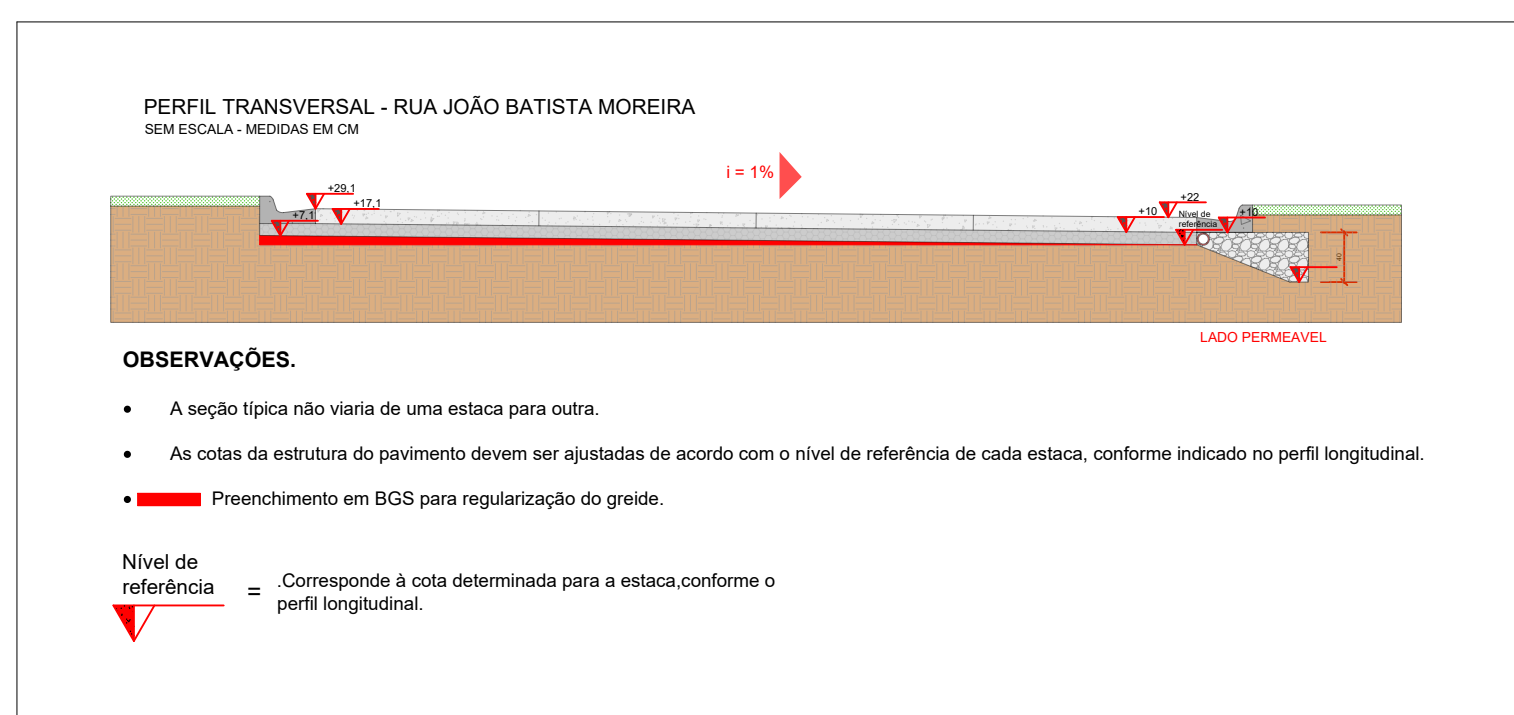 PERFIL TRANSVERSAL - RUA JOÃO BATISTA MOREIRA
SEM ESCALA - MEDIDAS EM CM
i = 1%
+29,1
+17,1
+7,1
+22
+10
Nível de
referência
+10
40
LADO PERMEAVEL
OBSERVAÇÕES.
• A seção típica não viaria de uma estaca para outra.
• As cotas da estrutura do pavimento devem ser ajustadas de acordo com o nível de referência de cada estaca, conforme indicado no perfil longitudinal.
• Preenchimento em BGS para regularização do greide.
Nível de
referência
= .Corresponde à cota determinada para a estaca,conforme o
perfil longitudinal.